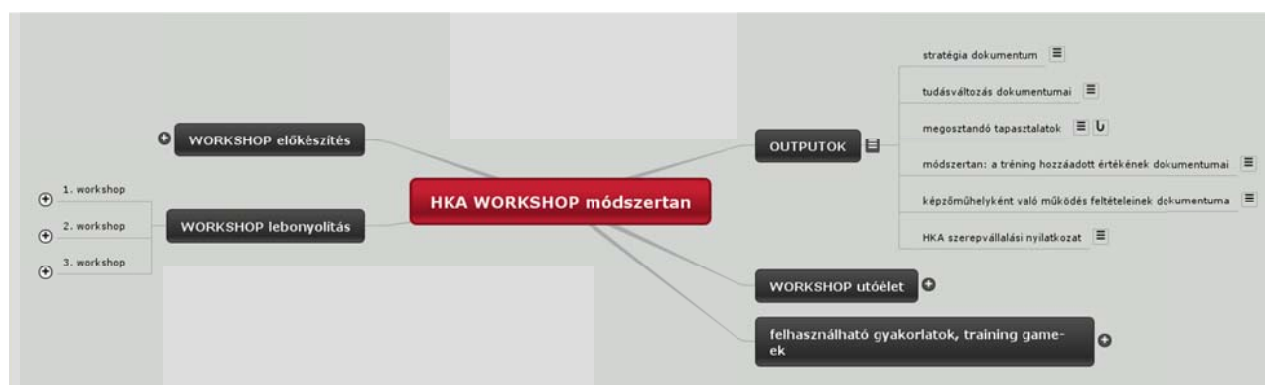 WORKSHOP előkészítés
1. workshop
2. workshop
3. workshop
WORKSHOP lebonyolítás
HKA WORKSHOP módszertan
OUTPUTOK
stratégia dokumentum
tudásváltozás dokumentumai
megosztandó tapasztalatok
módszertan: a tréning hozzáadott értékének dokumentumai
képzőműhelyként való működés feltételeinek dokumentuma
HKA szerepvállalási nyilatkozat
WORKSHOP utóélet
felhasználható gyakorlatok, training game-
ek